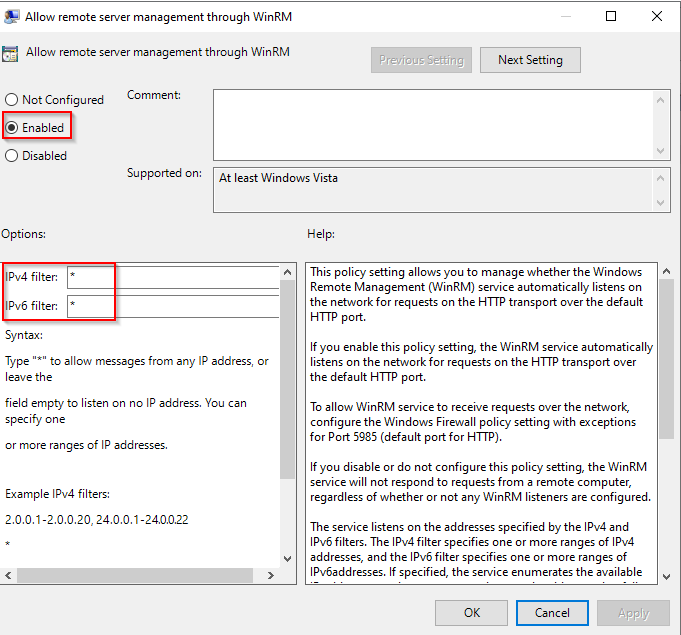 Allow remote server management through WinRM
Allow remote server management through WinRM
Previous Setting
Next Setting
Not Configured
Enabled
Disabled
Comment:
Supported on:
At least Windows Vista
Options:
Help:
IPv4 filter: *
IPv6 filter: *
Syntax:
Type "*" to allow messages from any IP address, or
leave the
field empty to listen on no IP address. You can
specify one
or more ranges of IP addresses.
Example IPv4 filters:
2.0.0.1-2.0.0.20, 24.0.0.1-24.0.0.22
*
This policy setting allows you to manage whether the Windows
Remote Management (WinRM) service automatically listens on
the network for requests on the HTTP transport over the default
HTTP port.
If you enable this policy setting, the WinRM service automatically
listens on the network for requests on the HTTP transport over
the default HTTP port.
To allow WinRM service to receive requests over the network,
configure the Windows Firewall policy setting with exceptions
for Port 5985 (default port for HTTP).
If you disable or do not configure this policy setting, the WinRM
service will not respond to requests from a remote computer,
regardless of whether or not any WinRM listeners are configured.
The service listens on the addresses specified by the IPv4 and
IPv6 filters. The IPv4 filter specifies one or more ranges of IPv4
addresses, and the IPv6 filter specifies one or more ranges of
IPv6addresses. If specified, the service enumerates the available
OK
Cancel
Apply